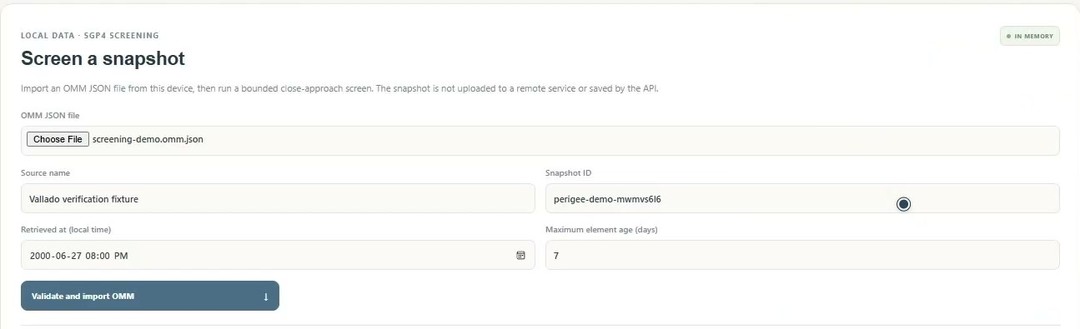 LOCAL DATA · SGP4 SCREENING
IN MEMORY
Screen a snapshot
Import an OMM JSON file from this device, then run a bounded close-approach screen. The snapshot is not uploaded to a remote service or saved by the API.
OMM JSON file
Choose File screening-demo.omm.json
Source name
Snapshot ID
Vallado verification fixture
perigee-demo-mwmvs6l6
Retrieved at (local time)
Maximum element age (days)
2000-06-27 08:00 PM
7
Validate and import OMM ↓